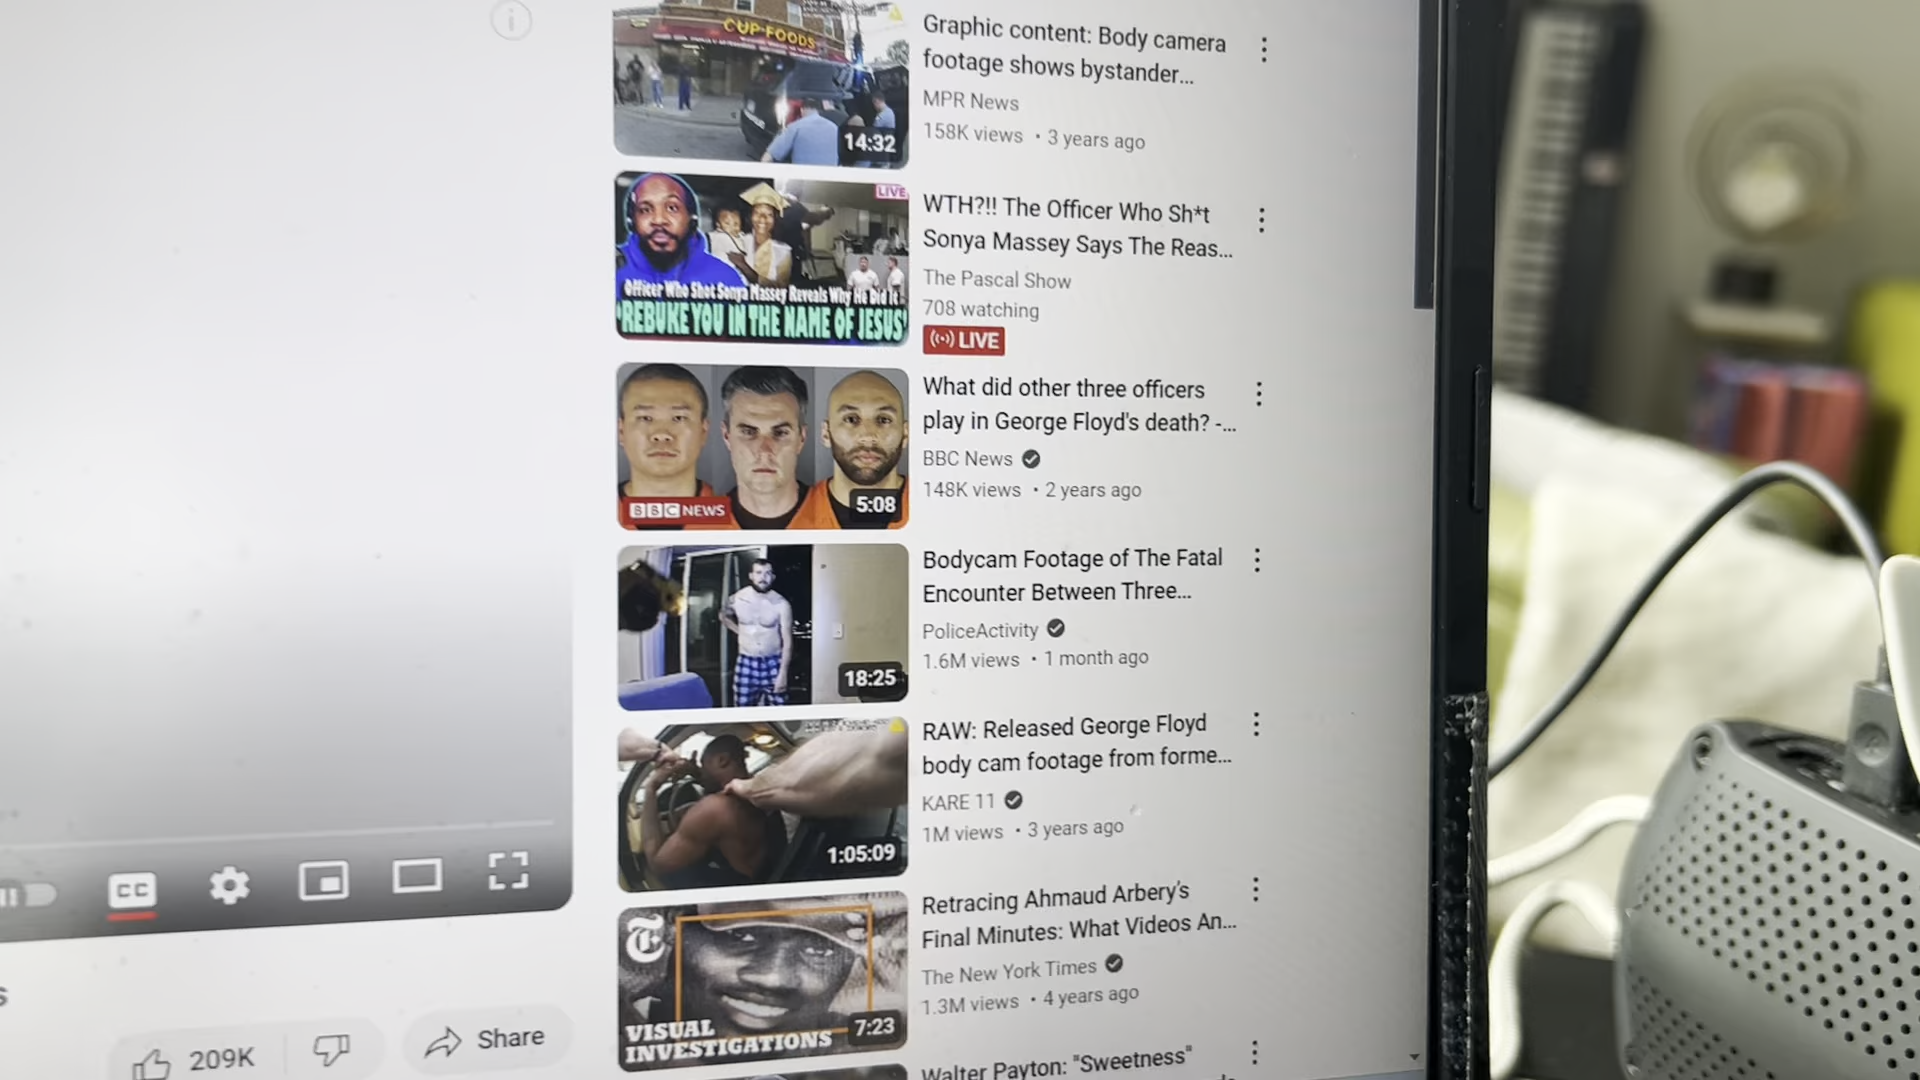 CUP FOODS
14:32
Graphic content: Body camera
footage shows bystander...
MPR News
158K views • 3 years ago
LIVE
Officer Who Shot Sonya Massey Reveals Why He Did It
'REBUKE YOU IN THE NAME OF JESUS'
WTH?!! The Officer Who Sh*t
Sonya Massey Says The Reas...
The Pascal Show
708 watching
LIVE
BBC NEWS
5:08
What did other three officers
play in George Floyd's death? -...
BBC News
148K views • 2 years ago
18:25
Bodycam Footage of The Fatal
Encounter Between Three...
PoliceActivity
1.6M views • 1 month ago
1:05:09
RAW: Released George Floyd
body cam footage from forme...
KARE 11
1M views • 3 years ago
T
VISUAL
INVESTIGATIONS
7:23
Retracing Ahmaud Arbery's
Final Minutes: What Videos An...
The New York Times
1.3M views • 4 years ago
Walter Payton: "Sweetness"
CC
s
209K
Share